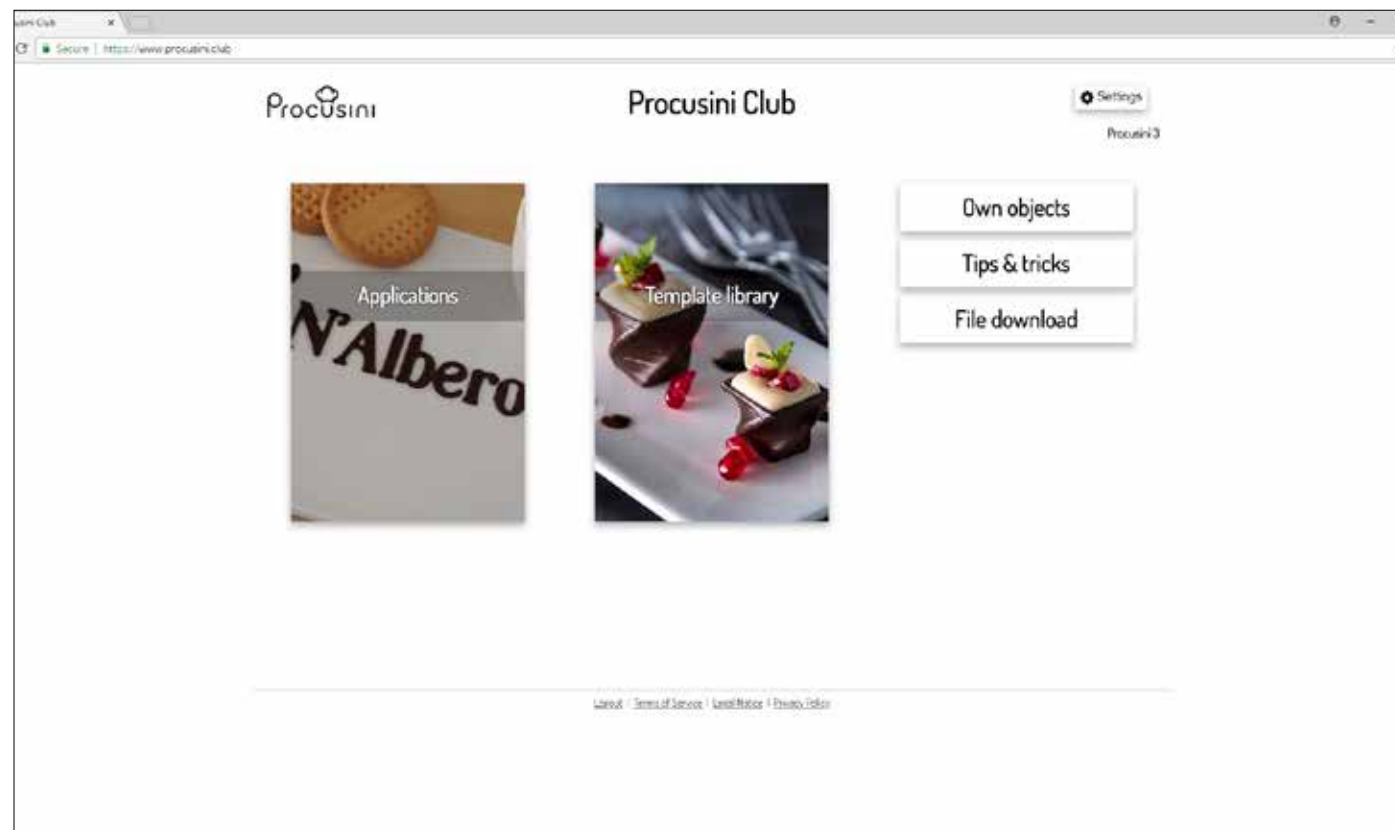 Club
Secure | https://www.procusini.club
Procusini
Procusini Club
Settings
Procusini 3
Applications
N'Albero
Template library
Own objects
Tips & tricks
File download
Logout | Terms of Service | Legal Notice | Privacy Policy